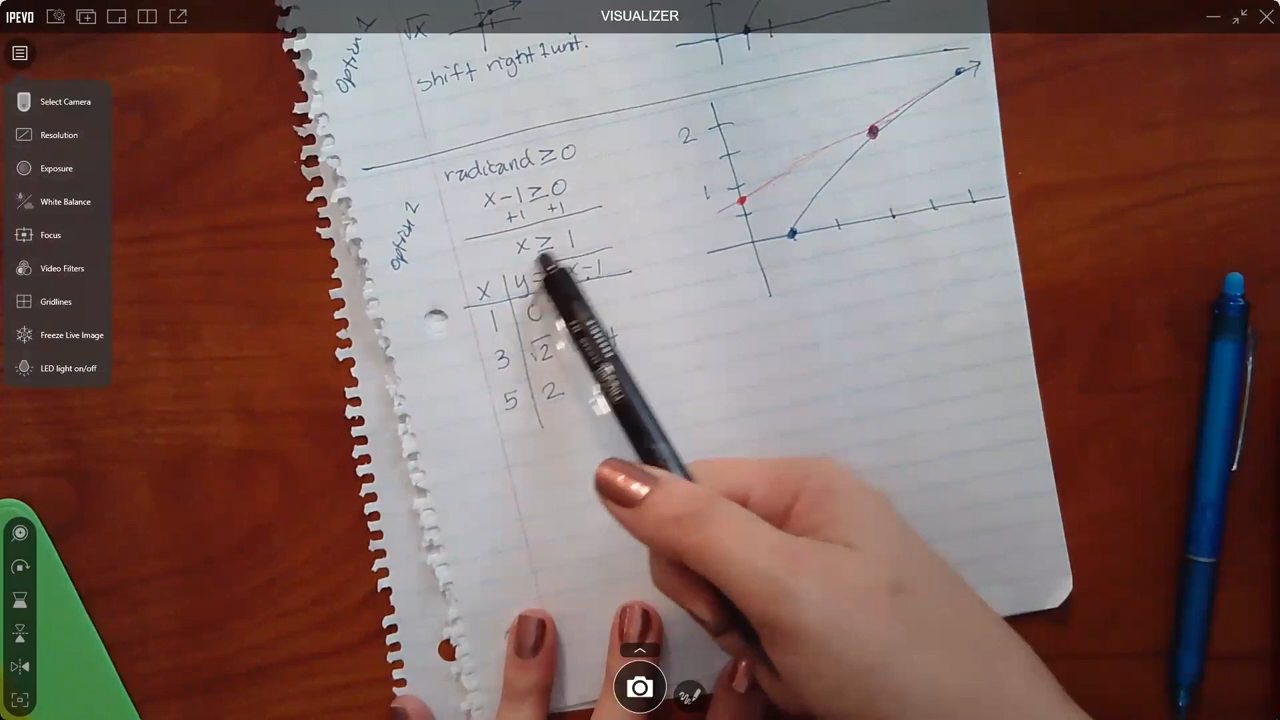 IPEVO
VISUALIZER
Select Camera
Resolution
Exposure
White Balance
Focus
Video Filters
Gridlines
Freeze Live Image
LED light on/off
option 1
√x
shift right 1 unit.
option 2
radicand ≥ 0
x-1 ≥ 0
+1 +1
x ≥ 1
x y= x-1
1 0
3 √2
5 2
2
1